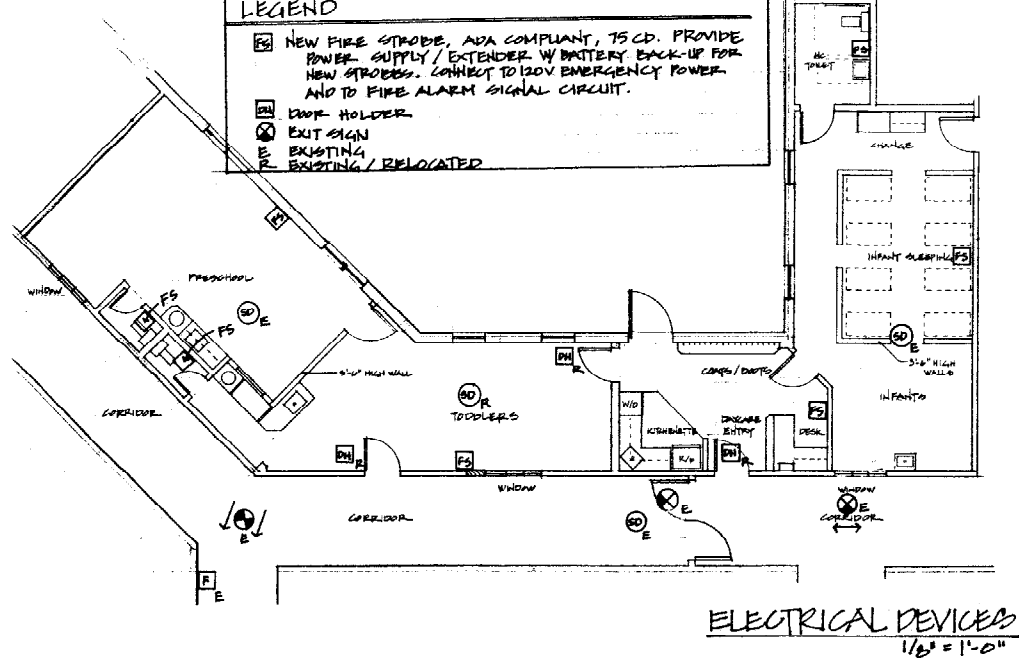 LEGEND
FS NEW FIRE STROBE, ADA COMPLIANT, 75 CD. PROVIDE
POWER SUPPLY / EXTENDER W/ BATTERY BACK-UP FOR
NEW STROBES. CONNECT TO 120V EMERGENCY POWER
AND TO FIRE ALARM SIGNAL CIRCUIT.
DH DOOR HOLDER
EXIT SIGN
E EXISTING
R EXISTING / RELOCATED
HC
TOILET
FS
CHANGE
FS
INFANT SLEEPING FS
PRESCHOOL
WINDOW
FS
FS
SD
E
SD
E
3'-6" HIGH
WALLS
3'-6" HIGH WALL
DH
R
COATS/BOOTS
SD
R
TODDLERS
INFANTS
W/D
KITCHENETTE
DAYCARE
ENTRY
FS
DESK
CORRIDOR
DH
R
FS
R/F
DH
R
WINDOW
WINDOW
E
CORRIDOR
SD
E
E
CORRIDOR
E
F
E
ELECTRICAL DEVICES
1/8" = 1'-0"